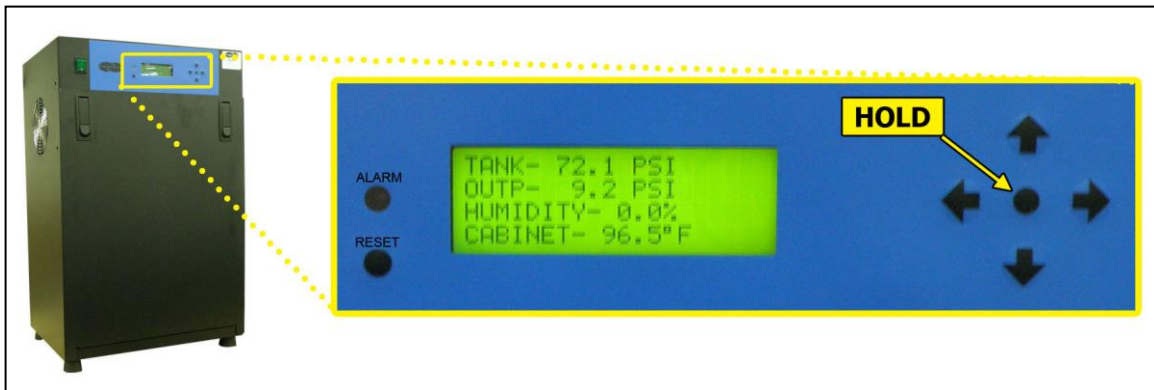 HOLD
ALARM
RESET
TANK- 72.1 PSI
OUTP-  9.2 PSI
HUMIDITY- 0.0%
CABINET- 96.5°F